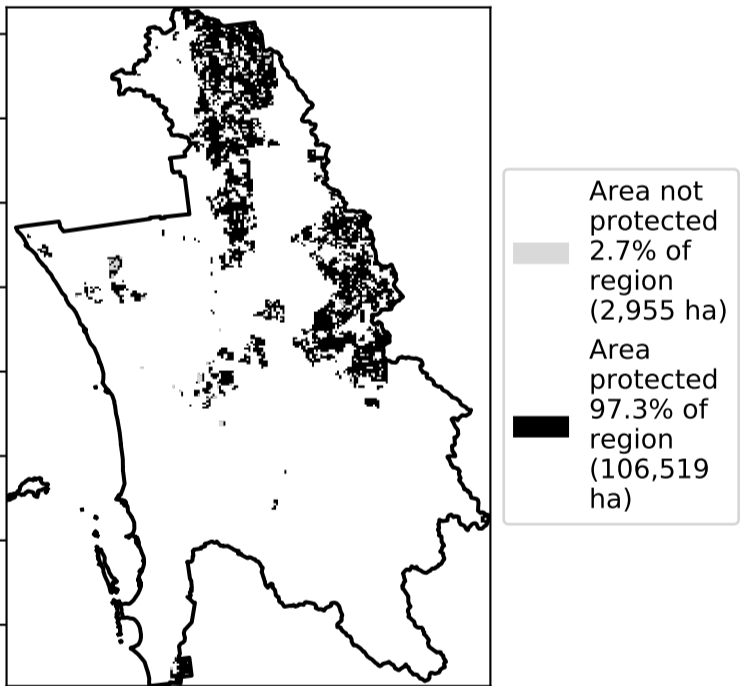 Area not
protected
2.7% of
region
(2,955 ha)
Area
protected
97.3% of
region
(106,519
ha)